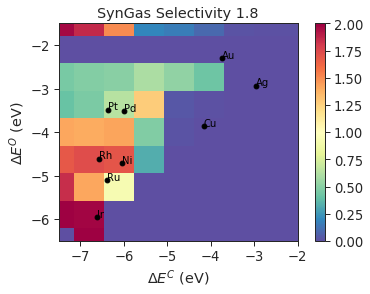 SynGas Selectivity 1.8
ΔE^O (eV)
−2
−3
−4
−5
−6
Au
Ag
Pt
Pd
Cu
Rh
Ni
Ru
Ir
−7
−6
−5
−4
−3
−2
ΔE^C (eV)
2.00
1.75
1.50
1.25
1.00
0.75
0.50
0.25
0.00